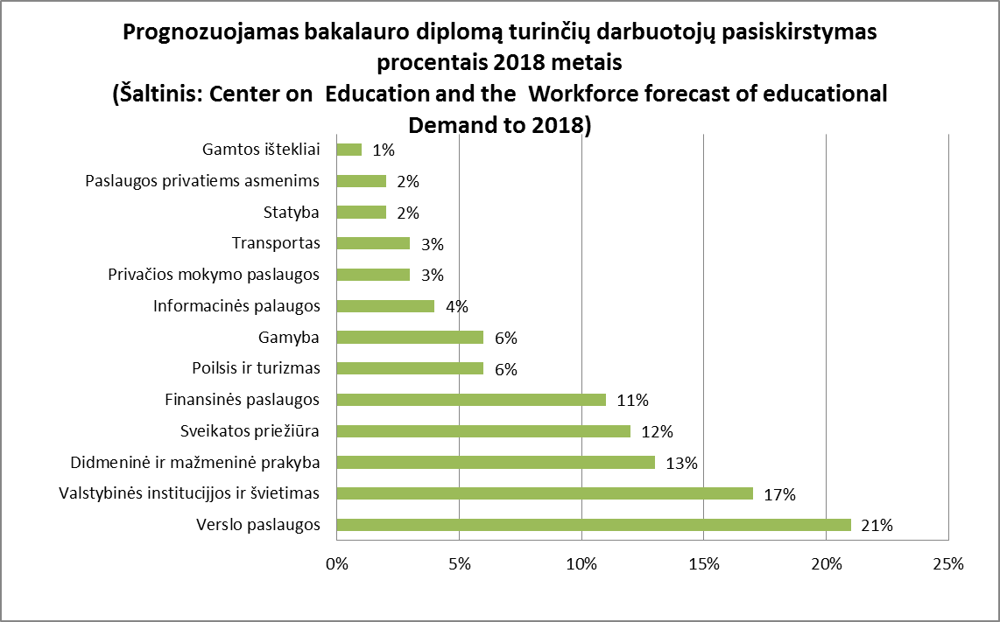 Prognozuojamas bakalauro diplomą turinčių darbuotojų pasiskirstymas
procentais 2018 metais
(Šaltinis: Center on  Education and the  Workforce forecast of educational
Demand to 2018)
Gamtos ištekliai 1%
Paslaugos privatiems asmenims 2%
Statyba 2%
Transportas 3%
Privačios mokymo paslaugos 3%
Informacinės palaugos 4%
Gamyba 6%
Poilsis ir turizmas 6%
Finansinės paslaugos 11%
Sveikatos priežiūra 12%
Didmeninė ir mažmeninė prakyba 13%
Valstybinės institucijjos ir švietimas 17%
Verslo paslaugos 21%
0% 5% 10% 15% 20% 25%